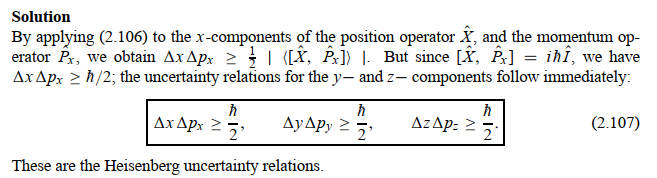 Solution
By applying (2.106) to the x-components of the position operator X̂, and the momentum op-
erator P̂ₓ, we obtain ΔxΔpₓ ≥ ½ | ⟨[X̂, P̂ₓ]⟩ |. But since [X̂, P̂ₓ] = iħÎ, we have
ΔxΔpₓ ≥ ħ/2; the uncertainty relations for the y− and z− components follow immediately:
ΔxΔpₓ ≥ ħ/2, ΔyΔp_y ≥ ħ/2, ΔzΔp_z ≥ ħ/2. (2.107)
These are the Heisenberg uncertainty relations.